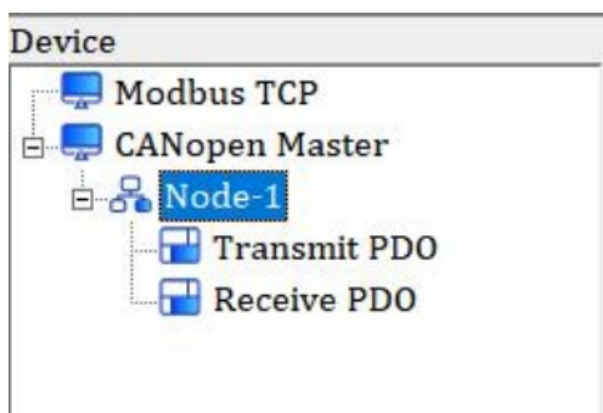 Device
Modbus TCP
CANopen Master
Node-1
Transmit PDO
Receive PDO